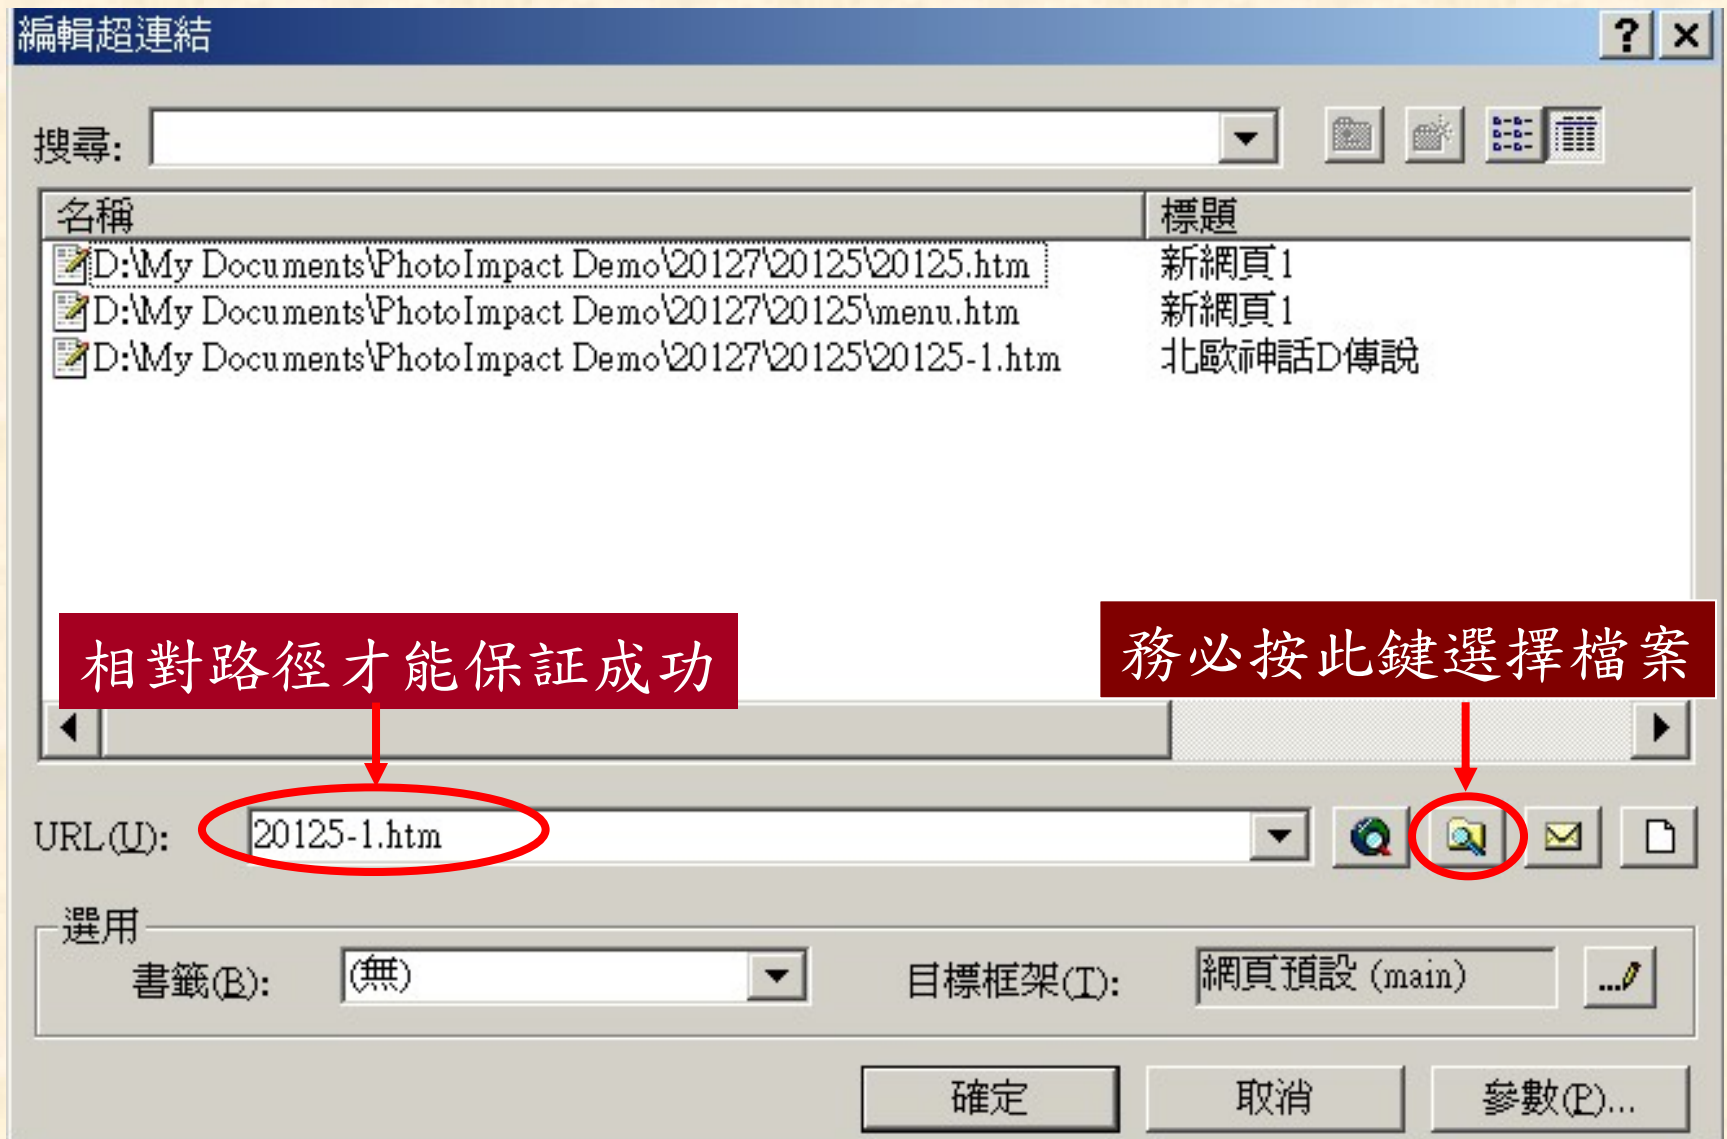 編輯超連結
搜尋:
名稱 標題
D:\My Documents\PhotoImpact Demo\20127\20125\20125.htm 新網頁1
D:\My Documents\PhotoImpact Demo\20127\20125\menu.htm 新網頁1
D:\My Documents\PhotoImpact Demo\20127\20125\20125-1.htm 北歐神話D傳說
相對路徑才能保証成功
務必按此鍵選擇檔案
URL(U): 20125-1.htm
選用
書籤(B): (無) 目標框架(T): 網頁預設 (main)
確定 取消 參數(P)...